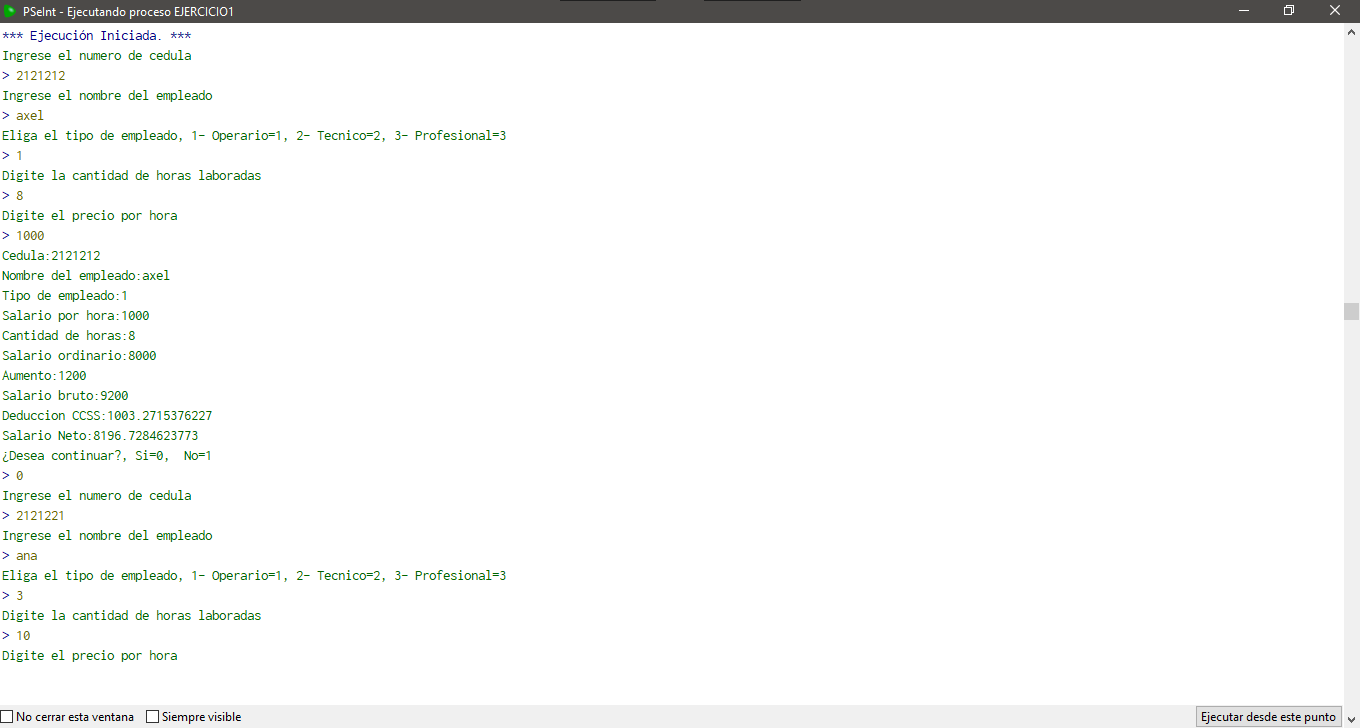 PSeInt - Ejecutando proceso EJERCICIO1
*** Ejecución Iniciada. ***
Ingrese el numero de cedula
> 2121212
Ingrese el nombre del empleado
> axel
Eliga el tipo de empleado, 1- Operario=1, 2- Tecnico=2, 3- Profesional=3
> 1
Digite la cantidad de horas laboradas
> 8
Digite el precio por hora
> 1000
Cedula:2121212
Nombre del empleado:axel
Tipo de empleado:1
Salario por hora:1000
Cantidad de horas:8
Salario ordinario:8000
Aumento:1200
Salario bruto:9200
Deduccion CCSS:1003.2715376227
Salario Neto:8196.7284623773
¿Desea continuar?, Si=0,  No=1
> 0
Ingrese el numero de cedula
> 2121221
Ingrese el nombre del empleado
> ana
Eliga el tipo de empleado, 1- Operario=1, 2- Tecnico=2, 3- Profesional=3
> 3
Digite la cantidad de horas laboradas
> 10
Digite el precio por hora
No cerrar esta ventana Siempre visible Ejecutar desde este punto